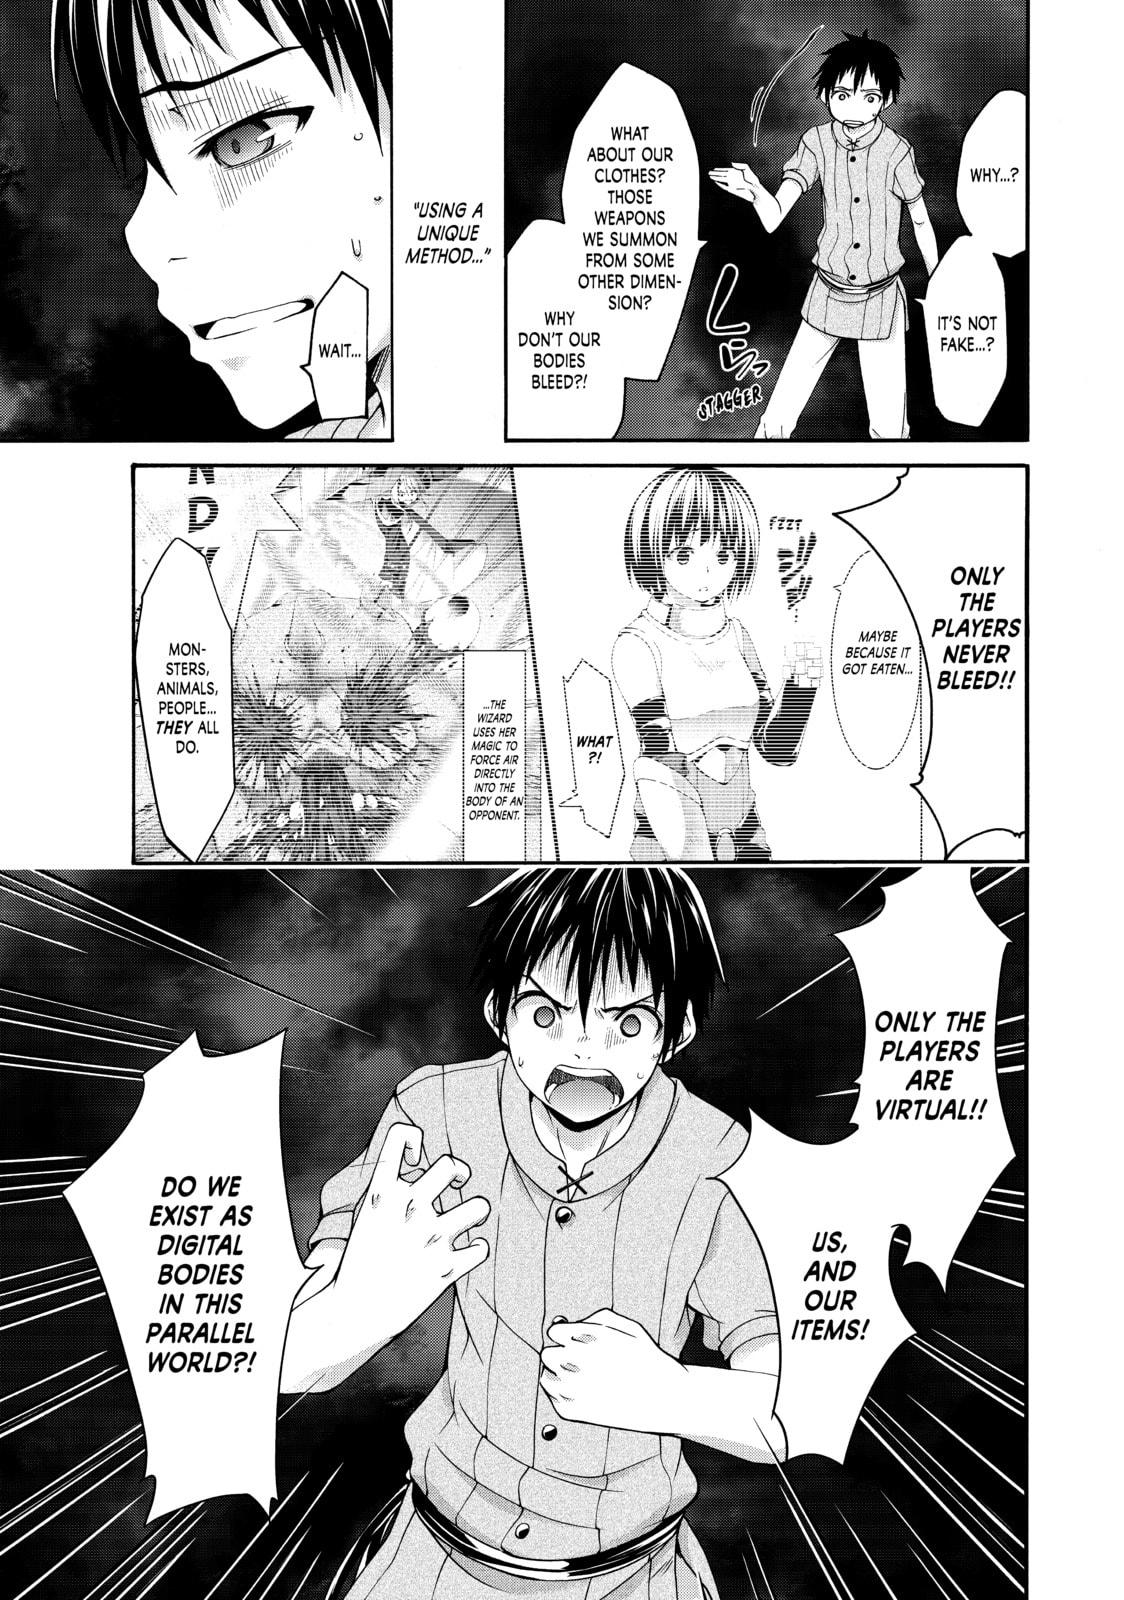 WHY...?
IT'S NOT
FAKE...?
WHAT
ABOUT OUR
CLOTHES?
THOSE
WEAPONS
WE SUMMON
FROM SOME
OTHER DIMEN-
SION?
WHY
DON'T OUR
BODIES
BLEED?!
くらっ
STAGGER
"USING A
UNIQUE
METHOD..."
WAIT...
ONLY
THE
PLAYERS
NEVER
BLEED!!
MAYBE
BECAUSE IT
GOT EATEN...
FZZT
WHAT
?!
...THE
WIZARD
USES HER
MAGIC TO
FORCE AIR
DIRECTLY
INTO THE
BODY OF AN
OPPONENT.
N
D
MON-
STERS,
ANIMALS,
PEOPLE...
THEY ALL
DO.
ONLY THE
PLAYERS
ARE
VIRTUAL!!
US,
AND
OUR
ITEMS!
DO WE
EXIST AS
DIGITAL
BODIES
IN THIS
PARALLEL
WORLD?!